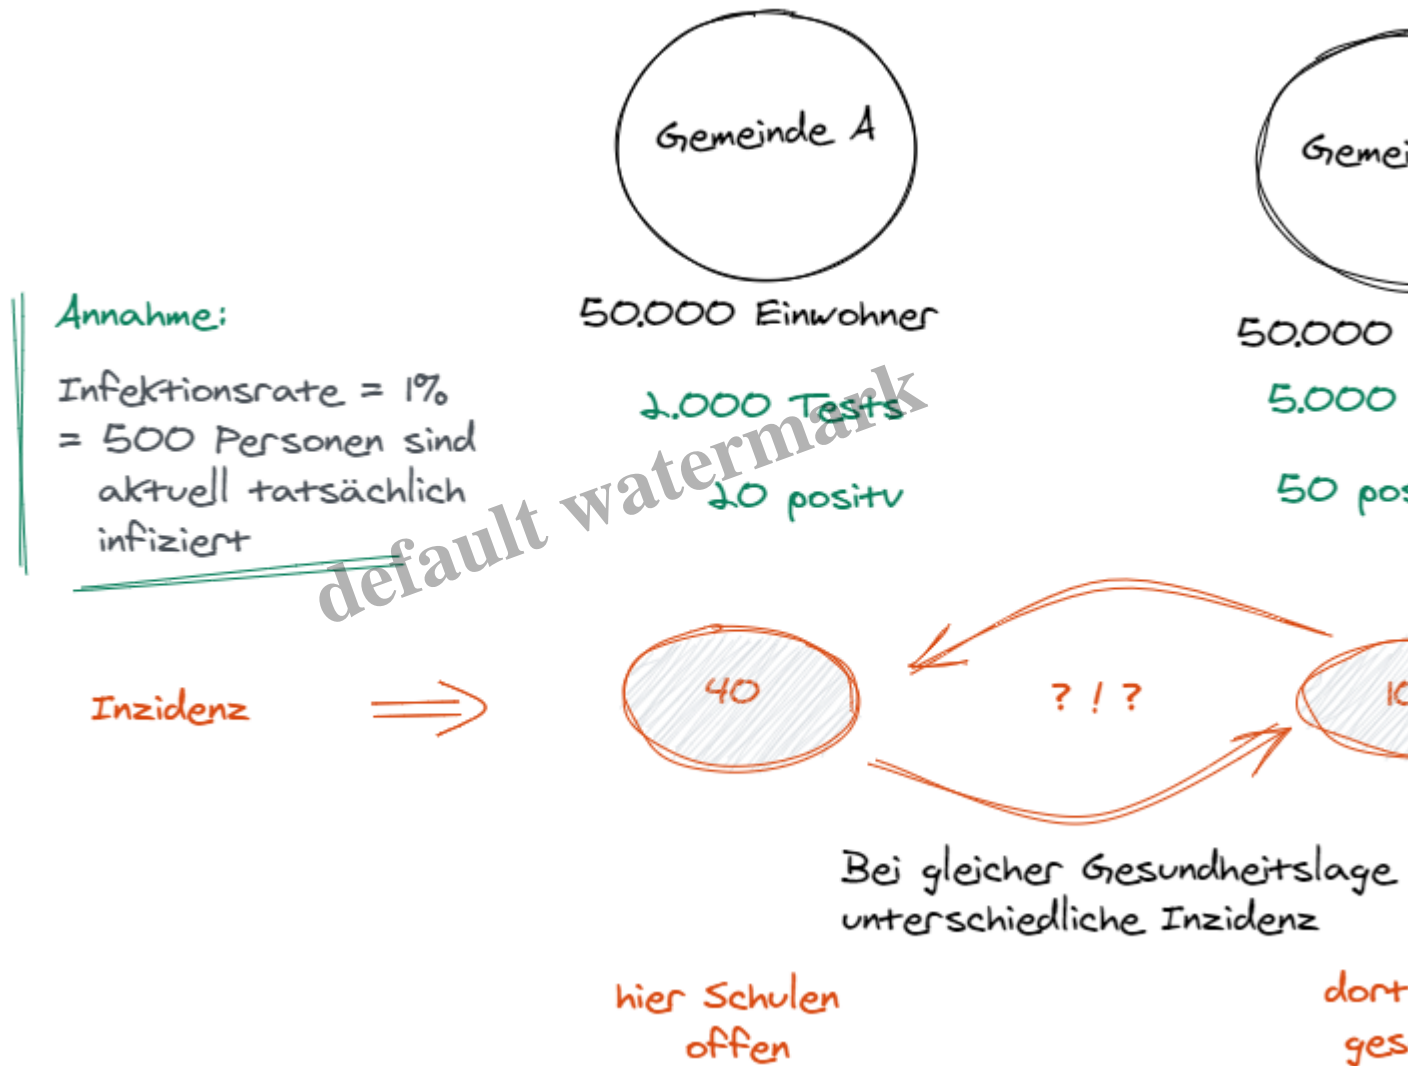 Gemeinde A
50.000 Einwohner
50.000
Annahme:
Infektionsrate = 1%
= 500 Personen sind
aktuell tatsächlich
infiziert
2.000 Tests
5.000
20 positv
50 pos
default watermark
Inzidenz
40
? ! ?
10
Bei gleicher Gesundheitslage
unterschiedliche Inzidenz
hier Schulen
offen
dort
ges